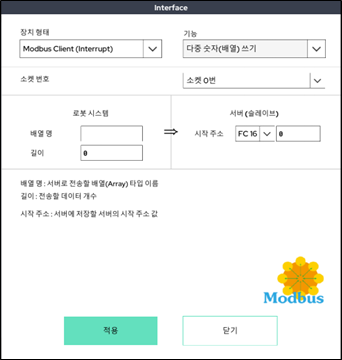 Interface
장치 형태
기능
Modbus Client (Interrupt)
다중 숫자(배열) 쓰기
소켓 번호
소켓 0번
로봇 시스템
서버 (슬레이브)
배열 명
⇒
시작 주소
FC 16
0
길이
0
배열 명 : 서버로 전송할 배열(Array) 타입 이름
길이 : 전송할 데이터 개수
시작 주소 : 서버에 저장할 서버의 시작 주소 값
Modbus
적용
닫기